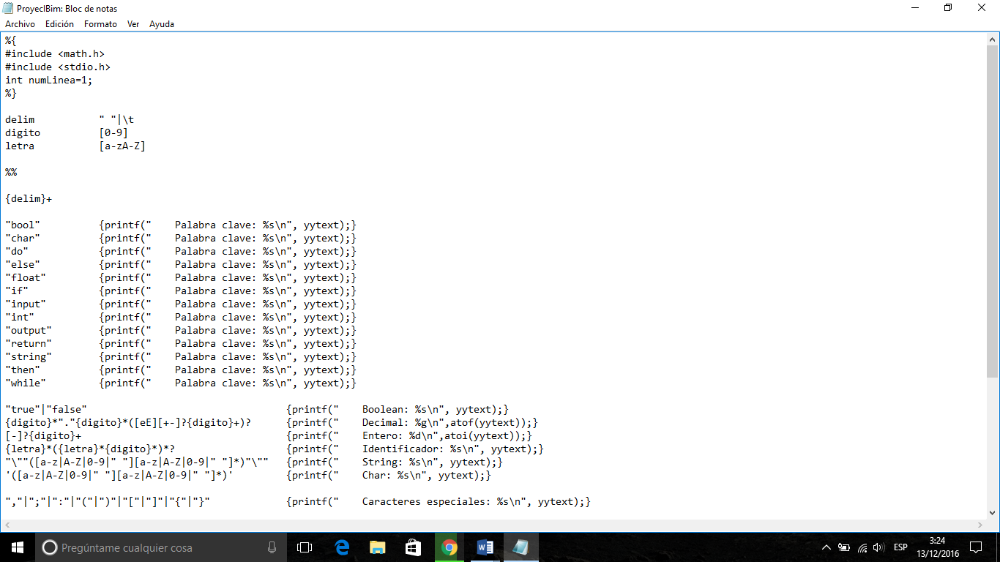 ProyecIBim: Bloc de notas
Archivo Edición Formato Ver Ayuda
%{
#include <math.h>
#include <stdio.h>
int numLinea=1;
%}
delim " "|\t
digito [0-9]
letra [a-zA-Z]
%%
{delim}+
"bool" {printf("    Palabra clave: %s\n", yytext);}
"char" {printf("    Palabra clave: %s\n", yytext);}
"do" {printf("    Palabra clave: %s\n", yytext);}
"else" {printf("    Palabra clave: %s\n", yytext);}
"float" {printf("    Palabra clave: %s\n", yytext);}
"if" {printf("    Palabra clave: %s\n", yytext);}
"input" {printf("    Palabra clave: %s\n", yytext);}
"int" {printf("    Palabra clave: %s\n", yytext);}
"output" {printf("    Palabra clave: %s\n", yytext);}
"return" {printf("    Palabra clave: %s\n", yytext);}
"string" {printf("    Palabra clave: %s\n", yytext);}
"then" {printf("    Palabra clave: %s\n", yytext);}
"while" {printf("    Palabra clave: %s\n", yytext);}
"true"|"false" {printf("    Boolean: %s\n", yytext);}
{digito}*"."{digito}*([eE][+-]?{digito}+)? {printf("    Decimal: %g\n",atof(yytext));}
[-]?{digito}+ {printf("    Entero: %d\n",atoi(yytext));}
{letra}*({letra}*{digito}*)*? {printf("    Identificador: %s\n", yytext);}
"\""([a-z|A-Z|0-9|" "][a-z|A-Z|0-9|" "]*)"\"" {printf("    String: %s\n", yytext);}
'([a-z|A-Z|0-9|" "][a-z|A-Z|0-9|" "]*)' {printf("    Char: %s\n", yytext);}
","|";"|":"|"("|")"|"["|"]"|"{"|"}" {printf("    Caracteres especiales: %s\n", yytext);}
Pregúntame cualquier cosa
ESP
3:24
13/12/2016